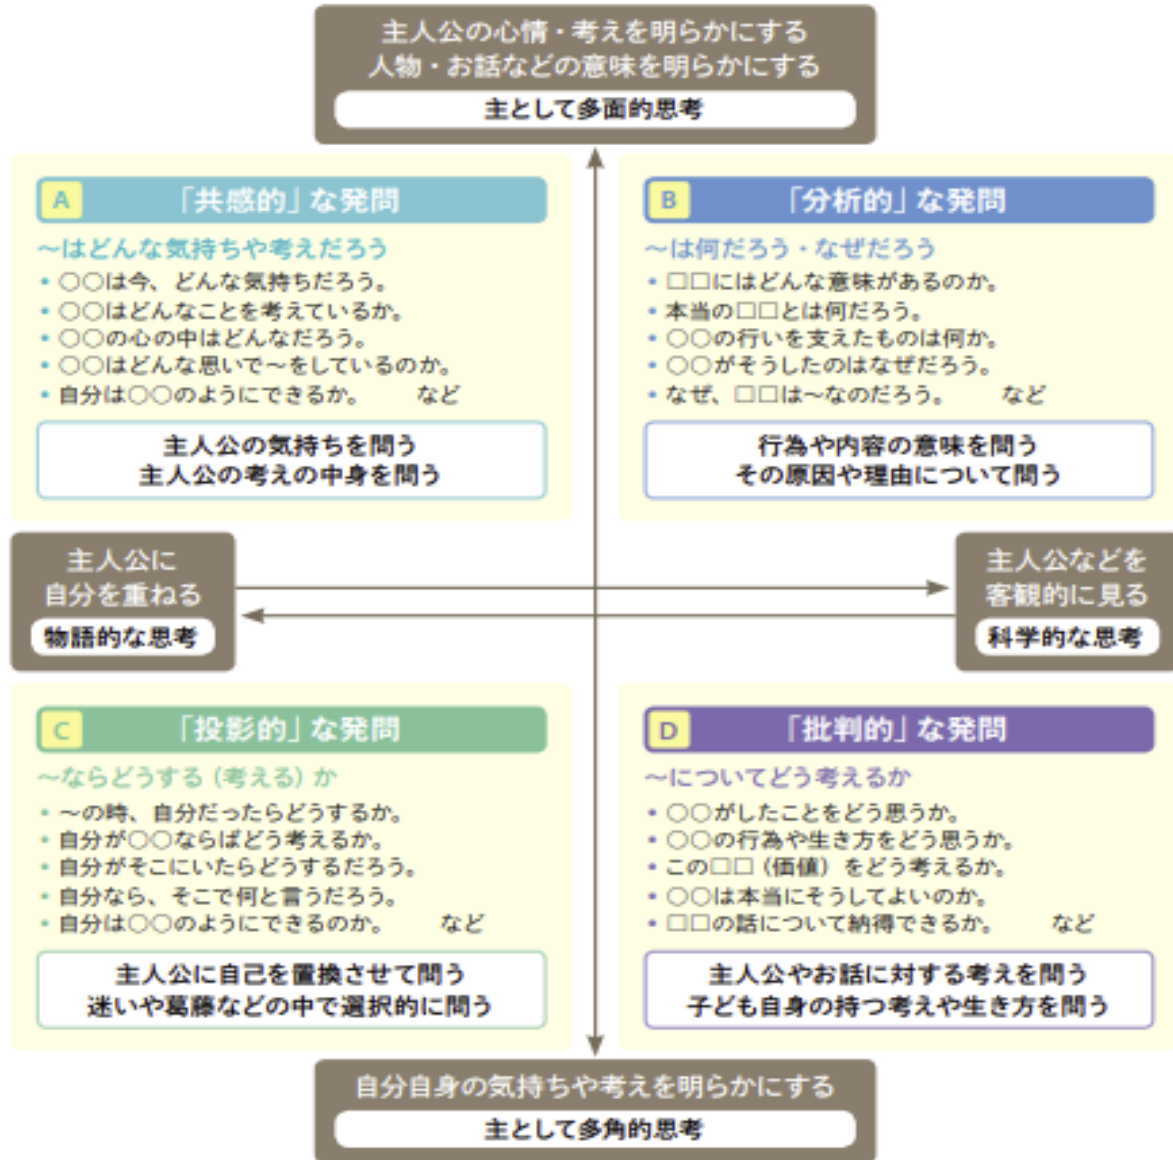 主人公の心情・考えを明らかにする
人物・お話などの意味を明らかにする
主として多面的思考
A 「共感的」な発問
～はどんな気持ちや考えだろう
• ○○は今、どんな気持ちだろう。
• ○○はどんなことを考えているか。
• ○○の心の中はどんなだろう。
• ○○はどんな思いで～をしているのか。
• 自分は○○のようにできるか。 など
主人公の気持ちを問う
主人公の考えの中身を問う
B 「分析的」な発問
～は何だろう・なぜだろう
• □□にはどんな意味があるのか。
• 本当の□□とは何だろう。
• ○○の行いを支えたものは何か。
• ○○がそうしたのはなぜだろう。
• なぜ、□□は～なのだろう。 など
行為や内容の意味を問う
その原因や理由について問う
主人公に
自分を重ねる
物語的な思考
主人公などを
客観的に見る
科学的な思考
C 「投影的」な発問
～ならどうする（考える）か
• ～の時、自分だったらどうするか。
• 自分が○○ならばどう考えるか。
• 自分がそこにいたらどうするだろう。
• 自分なら、そこで何と言うだろう。
• 自分は○○のようにできるのか。 など
主人公に自己を置換させて問う
迷いや葛藤などの中で選択的に問う
D 「批判的」な発問
～についてどう考えるか
• ○○がしたことをどう思うか。
• ○○の行為や生き方をどう思うか。
• この□□（価値）をどう考えるか。
• ○○は本当にそうしてよいのか。
• □□の話について納得できるか。 など
主人公やお話に対する考えを問う
子ども自身の持つ考えや生き方を問う
自分自身の気持ちや考えを明らかにする
主として多角的思考